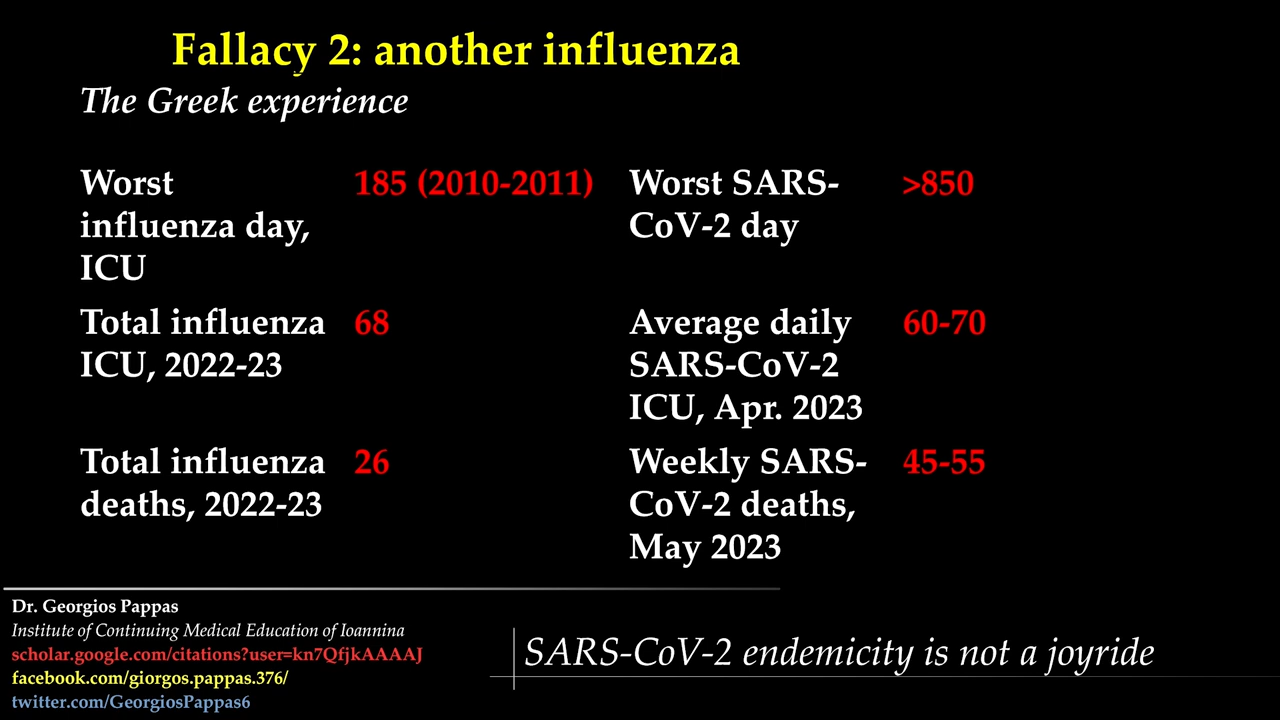 Fallacy 2: another influenza
The Greek experience
Worst
influenza day,
ICU
185 (2010-2011)
Worst SARS-
CoV-2 day
>850
Total influenza
ICU, 2022-23
68
Average daily
SARS-CoV-2
ICU, Apr. 2023
60-70
Total influenza
deaths, 2022-23
26
Weekly SARS-
CoV-2 deaths,
May 2023
45-55
Dr. Georgios Pappas
Institute of Continuing Medical Education of Ioannina
scholar.google.com/citations?user=kn7QfjkAAAAJ
facebook.com/giorgos.pappas.376/
twitter.com/GeorgiosPappas6
SARS-CoV-2 endemicity is not a joyride